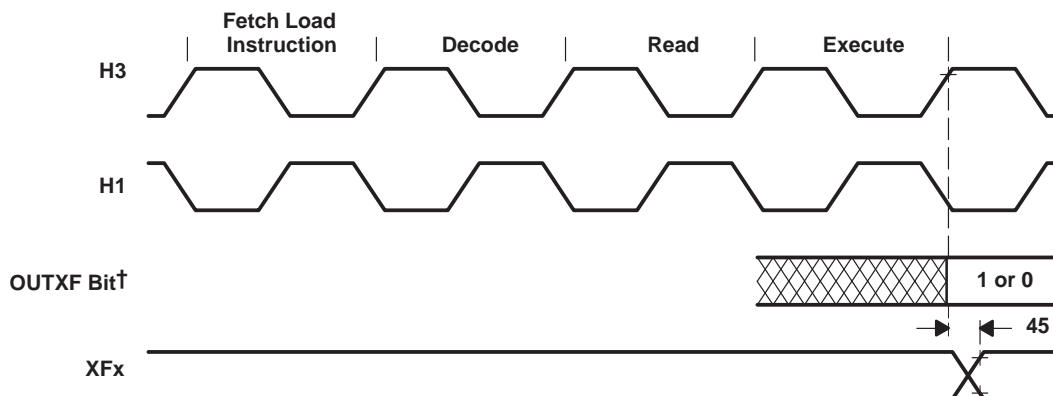 Fetch Load
Instruction
Decode
Read
Execute
H3
H1
OUTXF Bit†
1 or 0
45
XFx